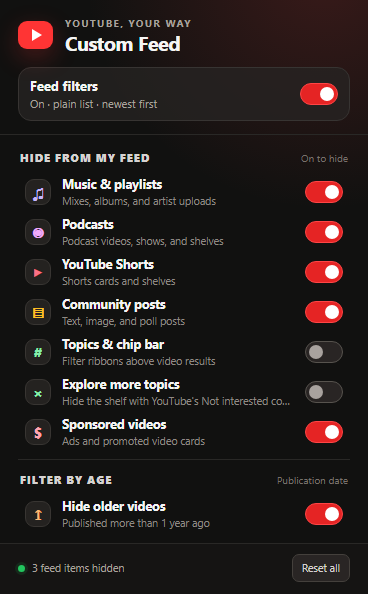 YOUTUBE, YOUR WAY
Custom Feed
Feed filters
On · plain list · newest first
HIDE FROM MY FEED
On to hide
Music & playlists
Mixes, albums, and artist uploads
Podcasts
Podcast videos, shows, and shelves
YouTube Shorts
Shorts cards and shelves
Community posts
Text, image, and poll posts
#
Topics & chip bar
Filter ribbons above video results
×
Explore more topics
Hide the shelf with YouTube's Not interested co...
$
Sponsored videos
Ads and promoted video cards
FILTER BY AGE
Publication date
Hide older videos
Published more than 1 year ago
3 feed items hidden
Reset all